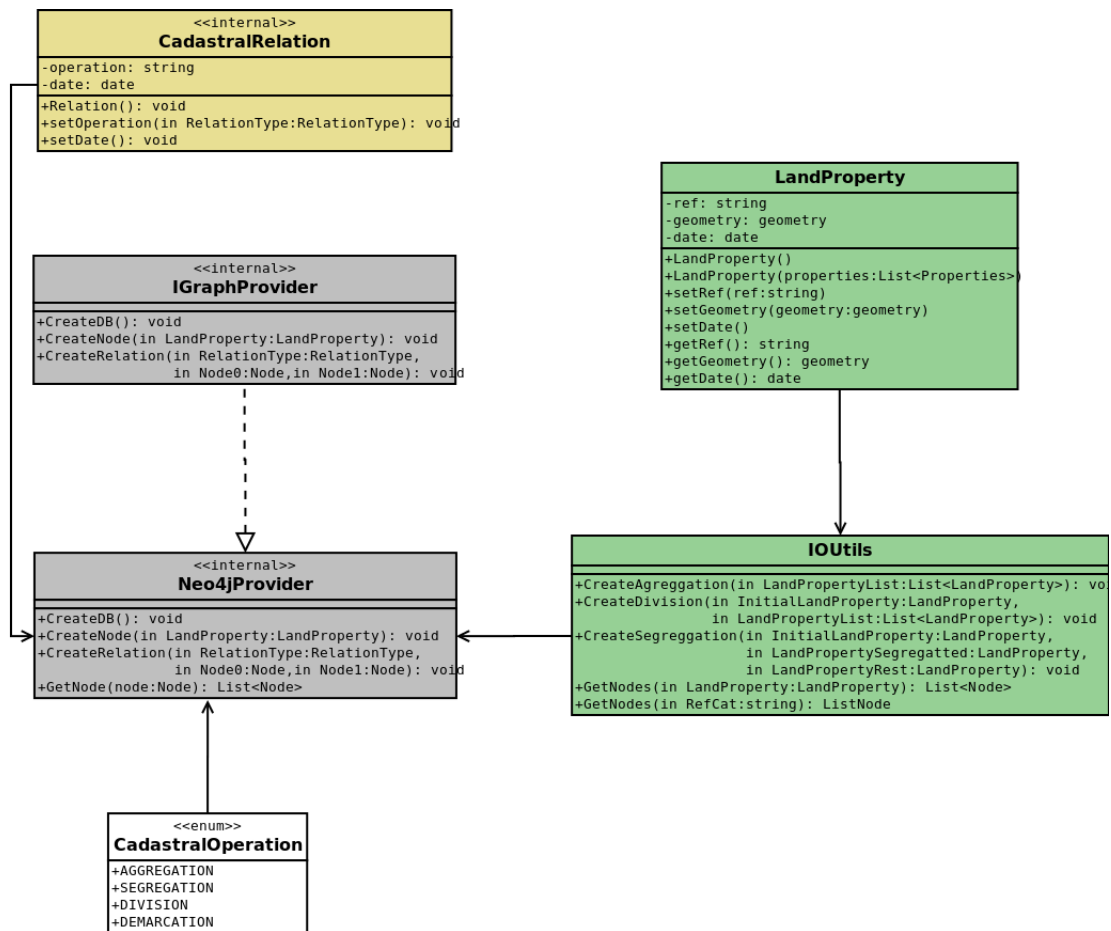 <<internal>>
CadastralRelation
-operation: string
-date: date
+Relation(): void
+setOperation(in RelationType:RelationType): void
+setDate(): void
LandProperty
-ref: string
-geometry: geometry
-date: date
+LandProperty()
+LandProperty(properties:List<Properties>)
+setRef(ref:string)
+setGeometry(geometry:geometry)
+setDate()
+getRef(): string
+getGeometry(): geometry
+getDate(): date
<<internal>>
IGraphProvider
+CreateDB(): void
+CreateNode(in LandProperty:LandProperty): void
+CreateRelation(in RelationType:RelationType,
in Node0:Node,in Node1:Node): void
<<internal>>
Neo4jProvider
+CreateDB(): void
+CreateNode(in LandProperty:LandProperty): void
+CreateRelation(in RelationType:RelationType,
in Node0:Node,in Node1:Node): void
+GetNode(node:Node): List<Node>
IOUtils
+CreateAgreggation(in LandPropertyList:List<LandProperty>): voi
+CreateDivision(in InitialLandProperty:LandProperty,
in LandPropertyList:List<LandProperty>): void
+CreateSegreggation(in InitialLandProperty:LandProperty,
in LandPropertySegregatted:LandProperty,
in LandPropertyRest:LandProperty): void
+GetNodes(in LandProperty:LandProperty): List<Node>
+GetNodes(in RefCat:string): ListNode
<<enum>>
CadastralOperation
+AGGREGATION
+SEGREGATION
+DIVISION
+DEMARCATION